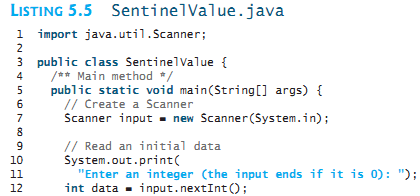 LISTING 5.5 SentinelValue.java
1 import java.util.Scanner;
2
3 public class SentinelValue {
4 /** Main method */
5 public static void main(String[] args) {
6 // Create a Scanner
7 Scanner input = new Scanner(System.in);
8
9 // Read an initial data
10 System.out.print(
11 "Enter an integer (the input ends if it is 0): ");
12 int data = input.nextInt();